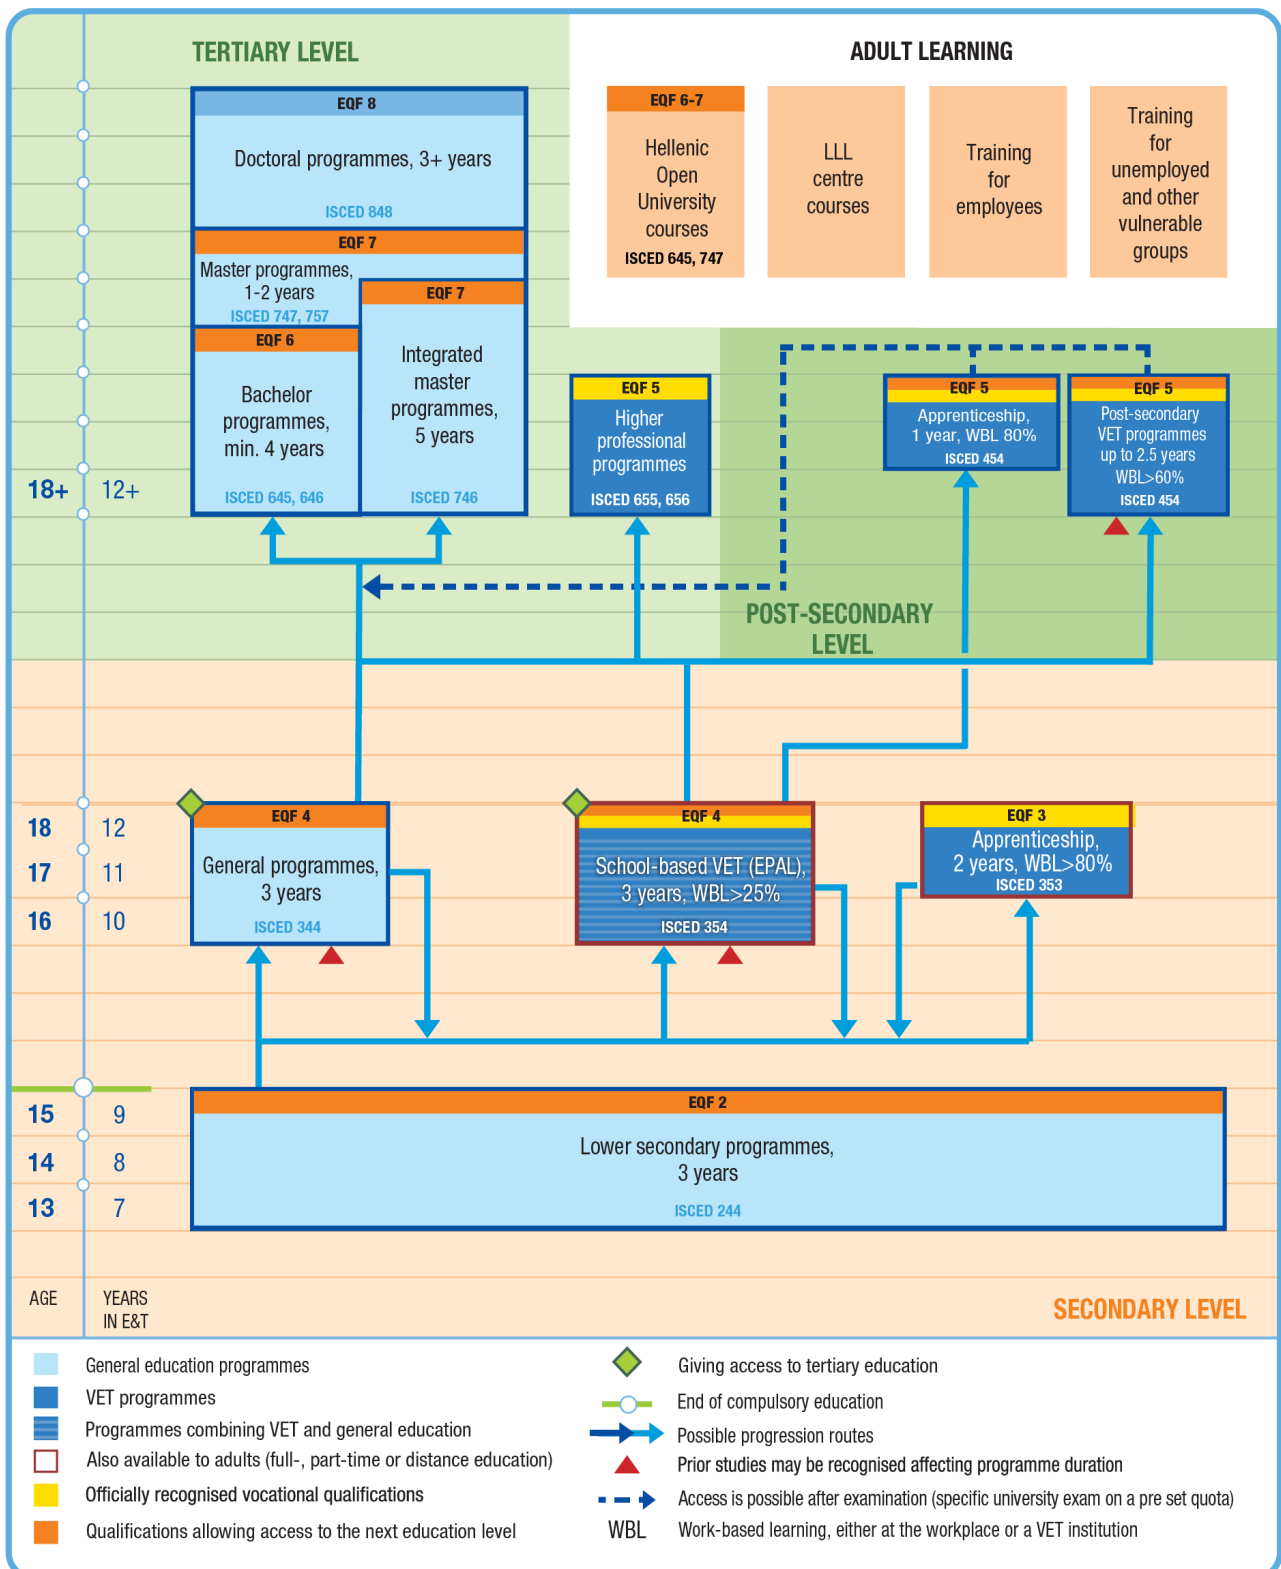 TERTIARY LEVEL
ADULT LEARNING
EQF 8
Doctoral programmes, 3+ years
ISCED 848
EQF 7
Master programmes,
1-2 years
ISCED 747, 757
EQF 6
Bachelor
programmes,
min. 4 years
ISCED 645, 646
EQF 7
Integrated
master
programmes,
5 years
ISCED 746
EQF 6-7
Hellenic
Open
University
courses
ISCED 645, 747
LLL
centre
courses
Training
for
employees
Training
for
unemployed
and other
vulnerable
groups
EQF 5
Higher
professional
programmes
ISCED 655, 656
EQF 5
Apprenticeship,
1 year, WBL 80%
ISCED 454
EQF 5
Post-secondary
VET programmes
up to 2.5 years
WBL>60%
ISCED 454
18+ 12+
POST-SECONDARY
LEVEL
18 12
17 11
16 10
EQF 4
General programmes,
3 years
ISCED 344
EQF 4
School-based VET (EPAL),
3 years, WBL>25%
ISCED 354
EQF 3
Apprenticeship,
2 years, WBL>80%
ISCED 353
15 9
14 8
13 7
EQF 2
Lower secondary programmes,
3 years
ISCED 244
AGE
YEARS
IN E&T
SECONDARY LEVEL
General education programmes
VET programmes
Programmes combining VET and general education
Also available to adults (full-, part-time or distance education)
Officially recognised vocational qualifications
Qualifications allowing access to the next education level
Giving access to tertiary education
End of compulsory education
Possible progression routes
Prior studies may be recognised affecting programme duration
Access is possible after examination (specific university exam on a pre set quota)
WBL Work-based learning, either at the workplace or a VET institution